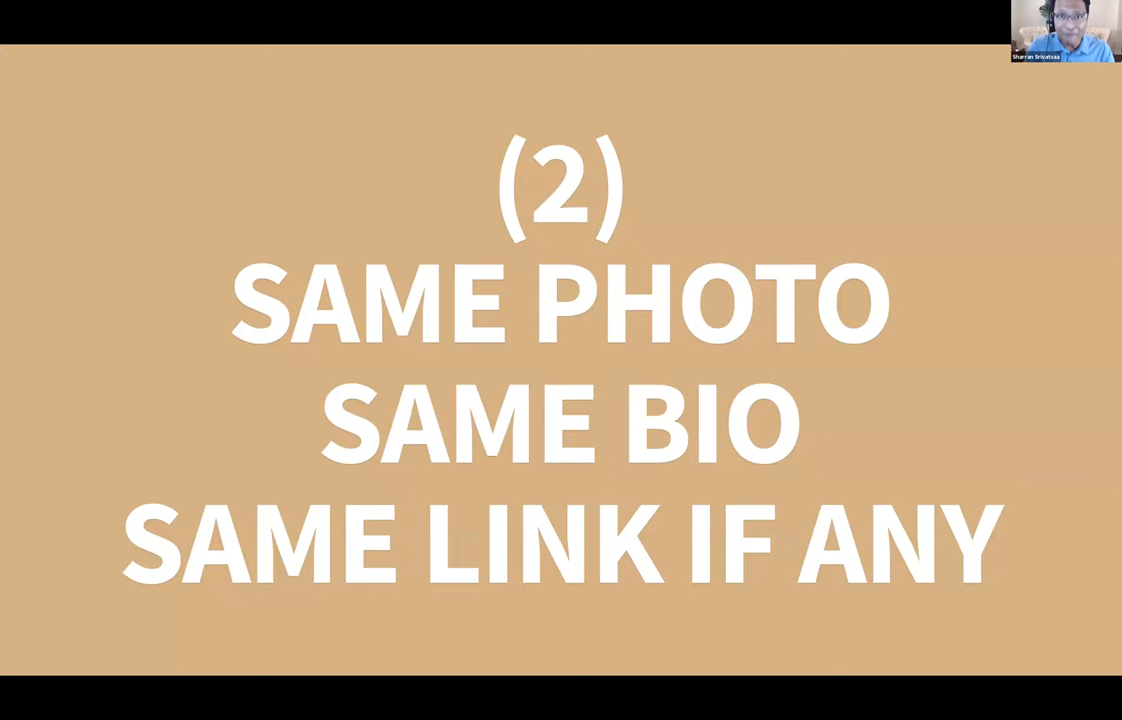 Sharran Srivatsaa
(2)
SAME PHOTO
SAME BIO
SAME LINK IF ANY